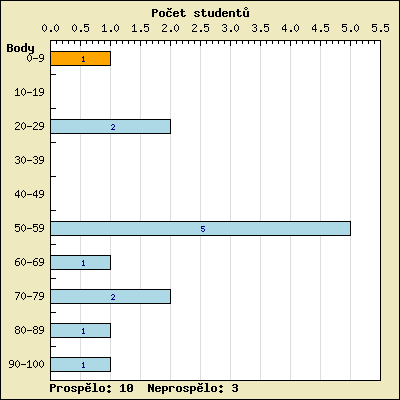 Počet studentů
0.0 0.5 1.0 1.5 2.0 2.5 3.0 3.5 4.0 4.5 5.0 5.5
Body
0-9 1
10-19
20-29 2
30-39
40-49
50-59 5
60-69 1
70-79 2
80-89 1
90-100 1
Prospělo: 10 Neprospělo: 3